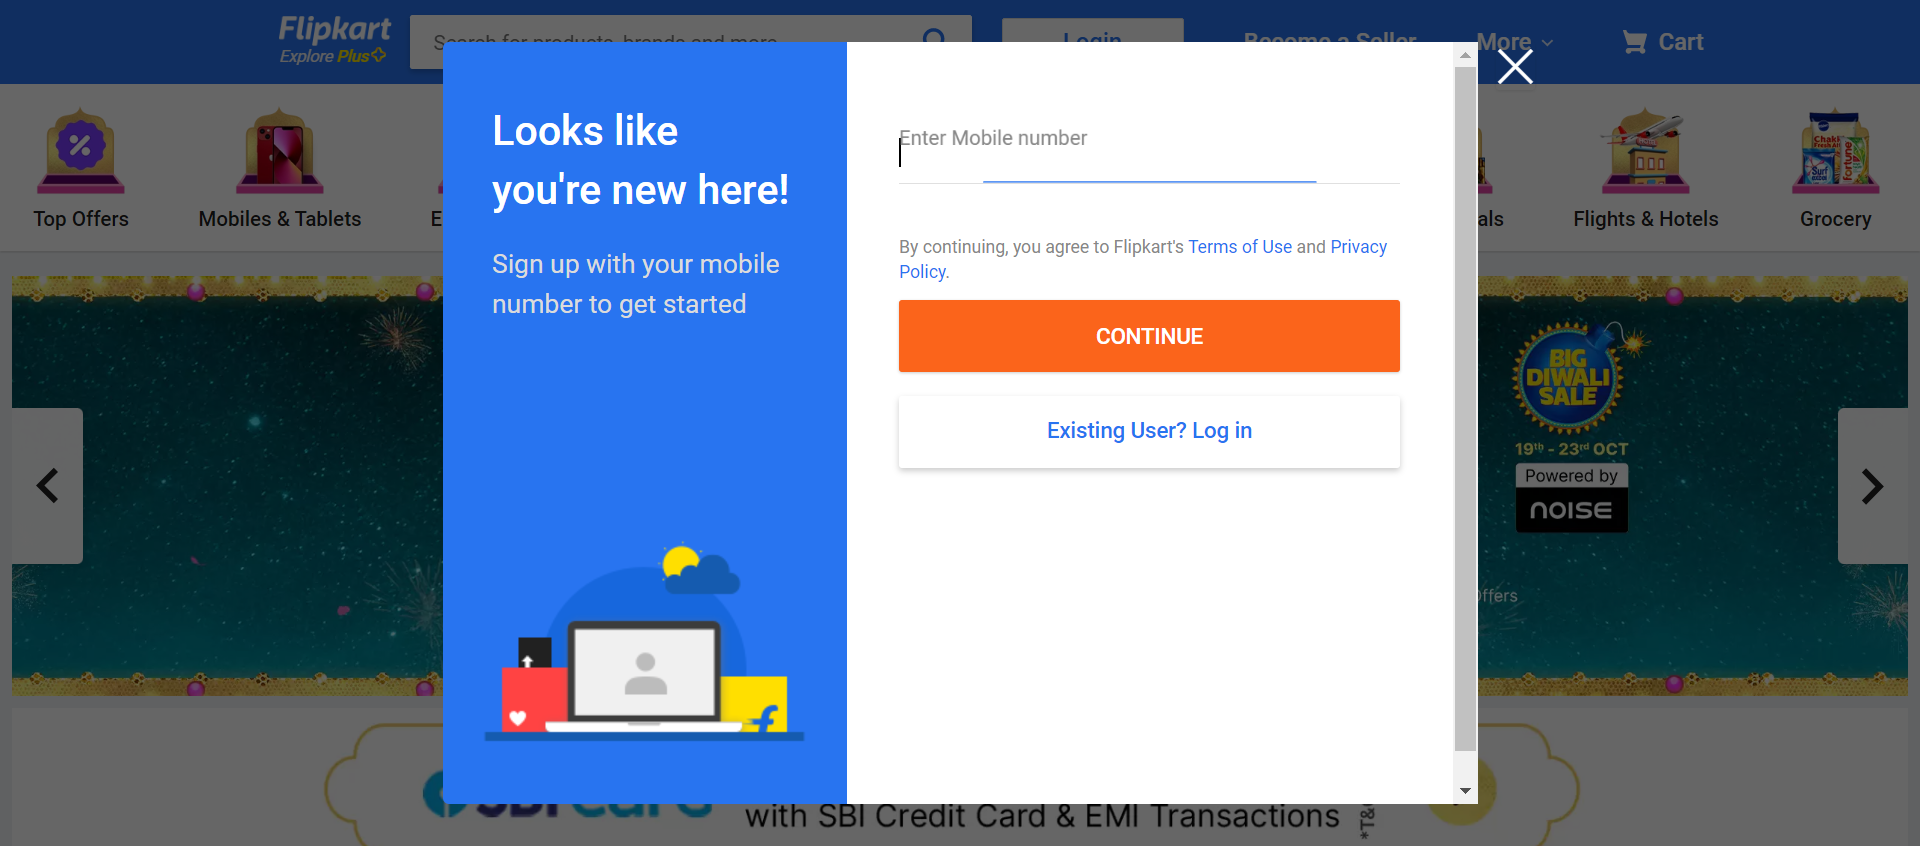 Flipkart
Explore Plus
Search for products, brands and more
Login
Become a Seller
More
Cart
Top Offers
Mobiles & Tablets
E
als
Flights & Hotels
Grocery
Looks like
you're new here!
Sign up with your mobile
number to get started
Enter Mobile number
By continuing, you agree to Flipkart's Terms of Use and Privacy
Policy.
CONTINUE
Existing User? Log in
BIG
DIWALI
SALE
19th - 23rd OCT
Powered by
NOISE
Offers
SBI Card
with SBI Credit Card & EMI Transactions
*T&C